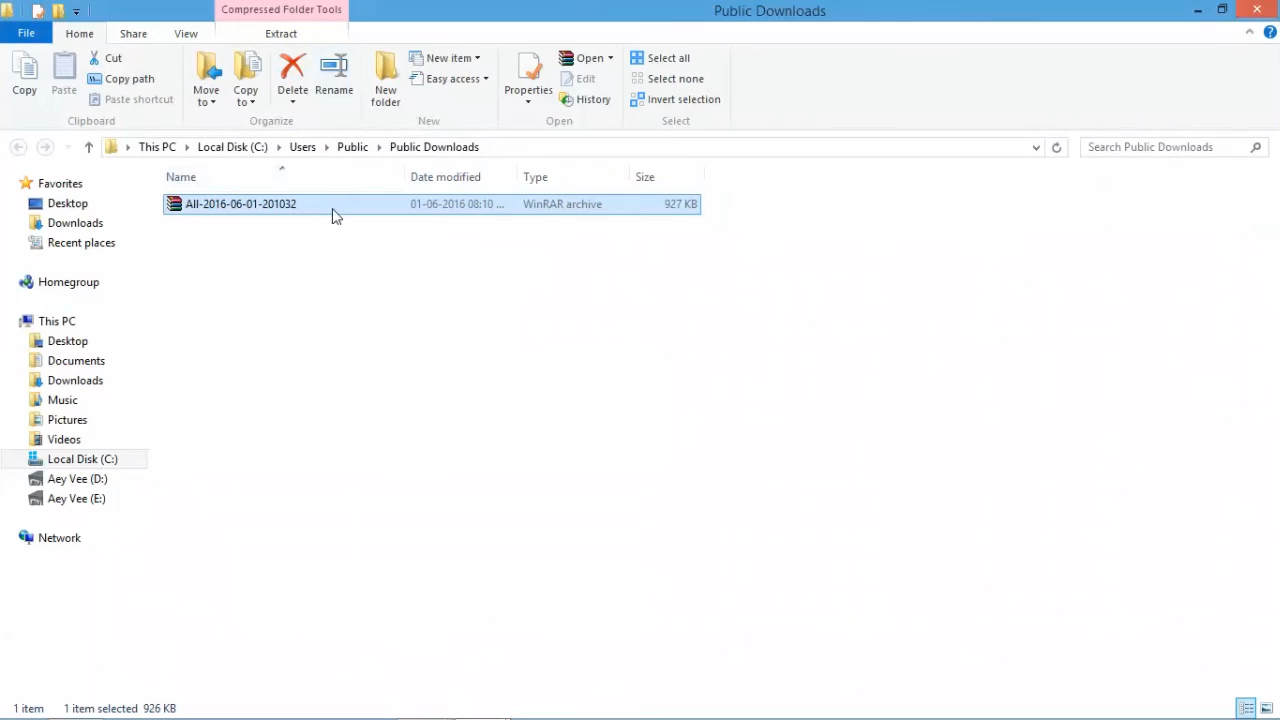 Compressed Folder Tools
Public Downloads
File
Home
Share
View
Extract
Copy
Paste
Cut
Copy path
Paste shortcut
Clipboard
Move to
Copy to
Delete
Rename
Organize
New folder
New item
Easy access
New
Properties
Open
Edit
History
Open
Select all
Select none
Invert selection
Select
This PC
Local Disk (C:)
Users
Public
Public Downloads
Search Public Downloads
Name
Date modified
Type
Size
All-2016-06-01-201032
01-06-2016 08:10 ...
WinRAR archive
927 KB
Favorites
Desktop
Downloads
Recent places
Homegroup
This PC
Desktop
Documents
Downloads
Music
Pictures
Videos
Local Disk (C:)
Aey Vee (D:)
Aey Vee (E:)
Network
1 item
1 item selected 926 KB